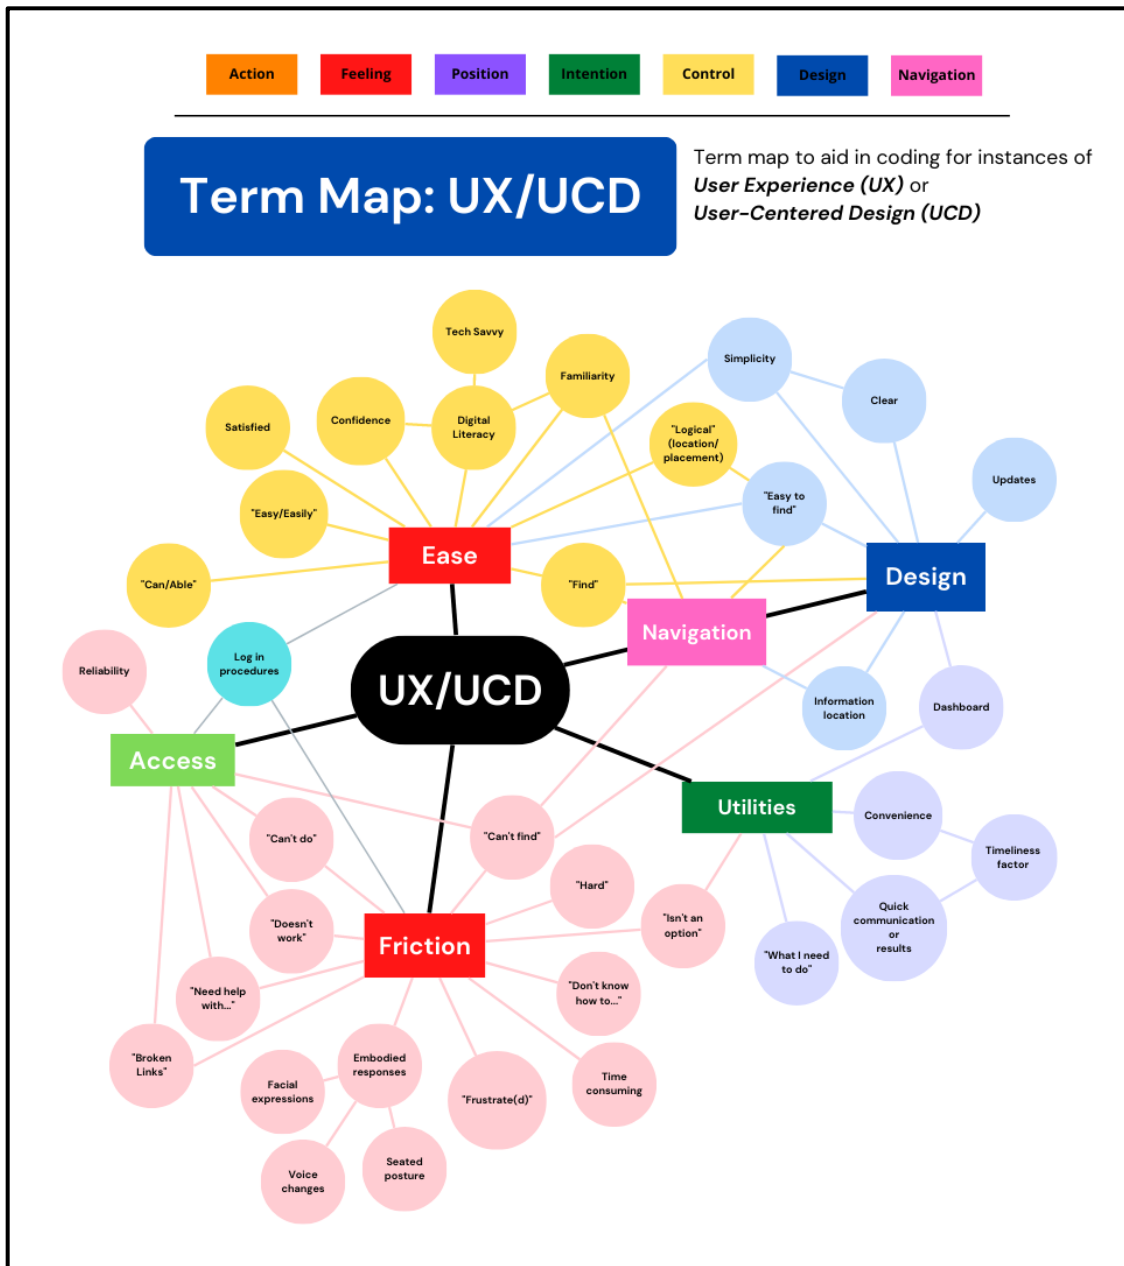 Action
Feeling
Position
Intention
Control
Design
Navigation
Term Map: UX/UCD
Term map to aid in coding for instances of
User Experience (UX) or
User-Centered Design (UCD)
Tech Savvy
Familiarity
Simplicity
Clear
Satisfied
Confidence
Digital
Literacy
"Logical"
(location/
placement)
Updates
"Easy/Easily"
"Easy to
find"
Ease
Design
"Can/Able"
"Find"
Navigation
Reliability
Log in
procedures
UX/UCD
Information
location
Dashboard
Access
Utilities
Convenience
"Can't do"
"Can't find"
Timeliness
factor
"Hard"
Quick
communication
or
results
"Isn't an
option"
"Doesn't
work"
Friction
"What I need
to do"
"Need help
with..."
"Don't know
how to..."
"Broken
Links"
Embodied
responses
Facial
expressions
"Frustrate(d)"
Time
consuming
Voice
changes
Seated
posture